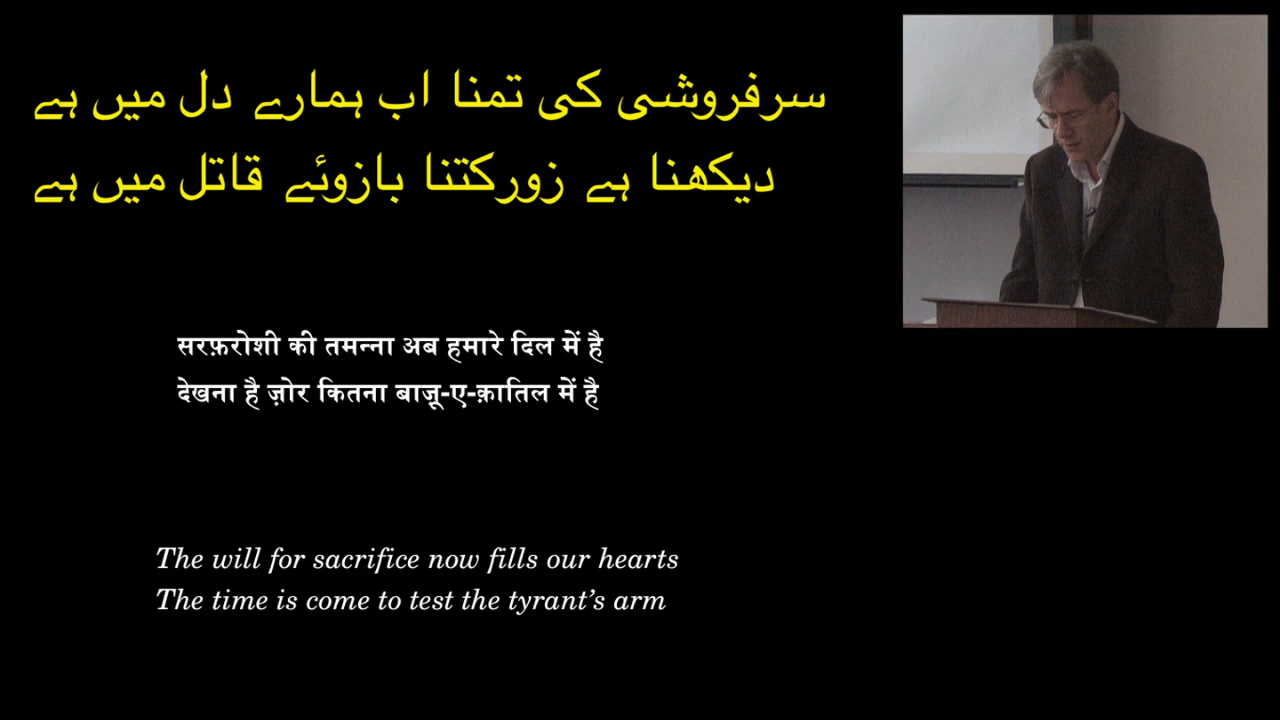 سرفروشی کی تمنا اب ہمارے دل میں ہے
دیکھنا ہے زورکتنا بازوئے قاتل میں ہے
सरफ़रोशी की तमन्ना अब हमारे दिल में है
देखना है ज़ोर कितना बाज़ू-ए-क़ातिल में है
The will for sacrifice now fills our hearts
The time is come to test the tyrant’s arm